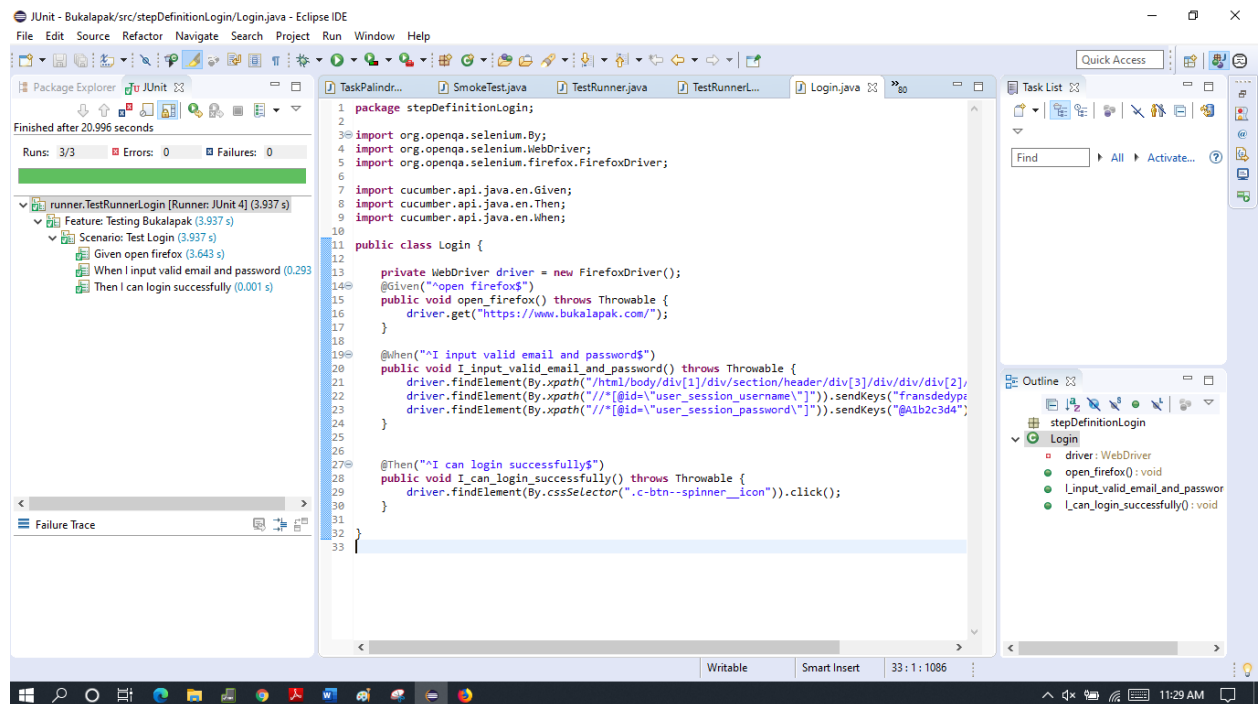 JUnit - Bukalapak/src/stepDefinitionLogin/Login.java - Eclipse IDE
File Edit Source Refactor Navigate Search Project Run Window Help
Quick Access
Package Explorer JUnit
Finished after 20.996 seconds
Runs: 3/3 Errors: 0 Failures: 0
runner.TestRunnerLogin [Runner: JUnit 4] (3.937 s)
Feature: Testing Bukalapak (3.937 s)
Scenario: Test Login (3.937 s)
Given open firefox (3.643 s)
When I input valid email and password (0.293
Then I can login successfully (0.001 s)
Failure Trace
TaskPalindr... SmokeTest.java TestRunner.java TestRunnerL... Login.java »80
1 package stepDefinitionLogin;
2
3 import org.openqa.selenium.By;
4 import org.openqa.selenium.WebDriver;
5 import org.openqa.selenium.firefox.FirefoxDriver;
6
7 import cucumber.api.java.en.Given;
8 import cucumber.api.java.en.Then;
9 import cucumber.api.java.en.When;
10
11 public class Login {
12
13 private WebDriver driver = new FirefoxDriver();
14 @Given("^open firefox$")
15 public void open_firefox() throws Throwable {
16 driver.get("https://www.bukalapak.com/");
17 }
18
19 @When("^I input valid email and password$")
20 public void I_input_valid_email_and_password() throws Throwable {
21 driver.findElement(By.xpath("/html/body/div[1]/div/section/header/div[3]/div/div/div[2]/
22 driver.findElement(By.xpath("//*[@id=\"user_session_username\"]")).sendKeys("fransdedypa
23 driver.findElement(By.xpath("//*[@id=\"user_session_password\"]")).sendKeys("@A1b2c3d4")
24 }
25
26
27 @Then("^I can login successfully$")
28 public void I_can_login_successfully() throws Throwable {
29 driver.findElement(By.cssSelector(".c-btn--spinner__icon")).click();
30 }
31
32 }
33
Task List
Find All Activate...
Outline
stepDefinitionLogin
Login
driver : WebDriver
open_firefox() : void
I_input_valid_email_and_passwor
I_can_login_successfully() : void
Writable Smart Insert 33 : 1 : 1086
11:29 AM